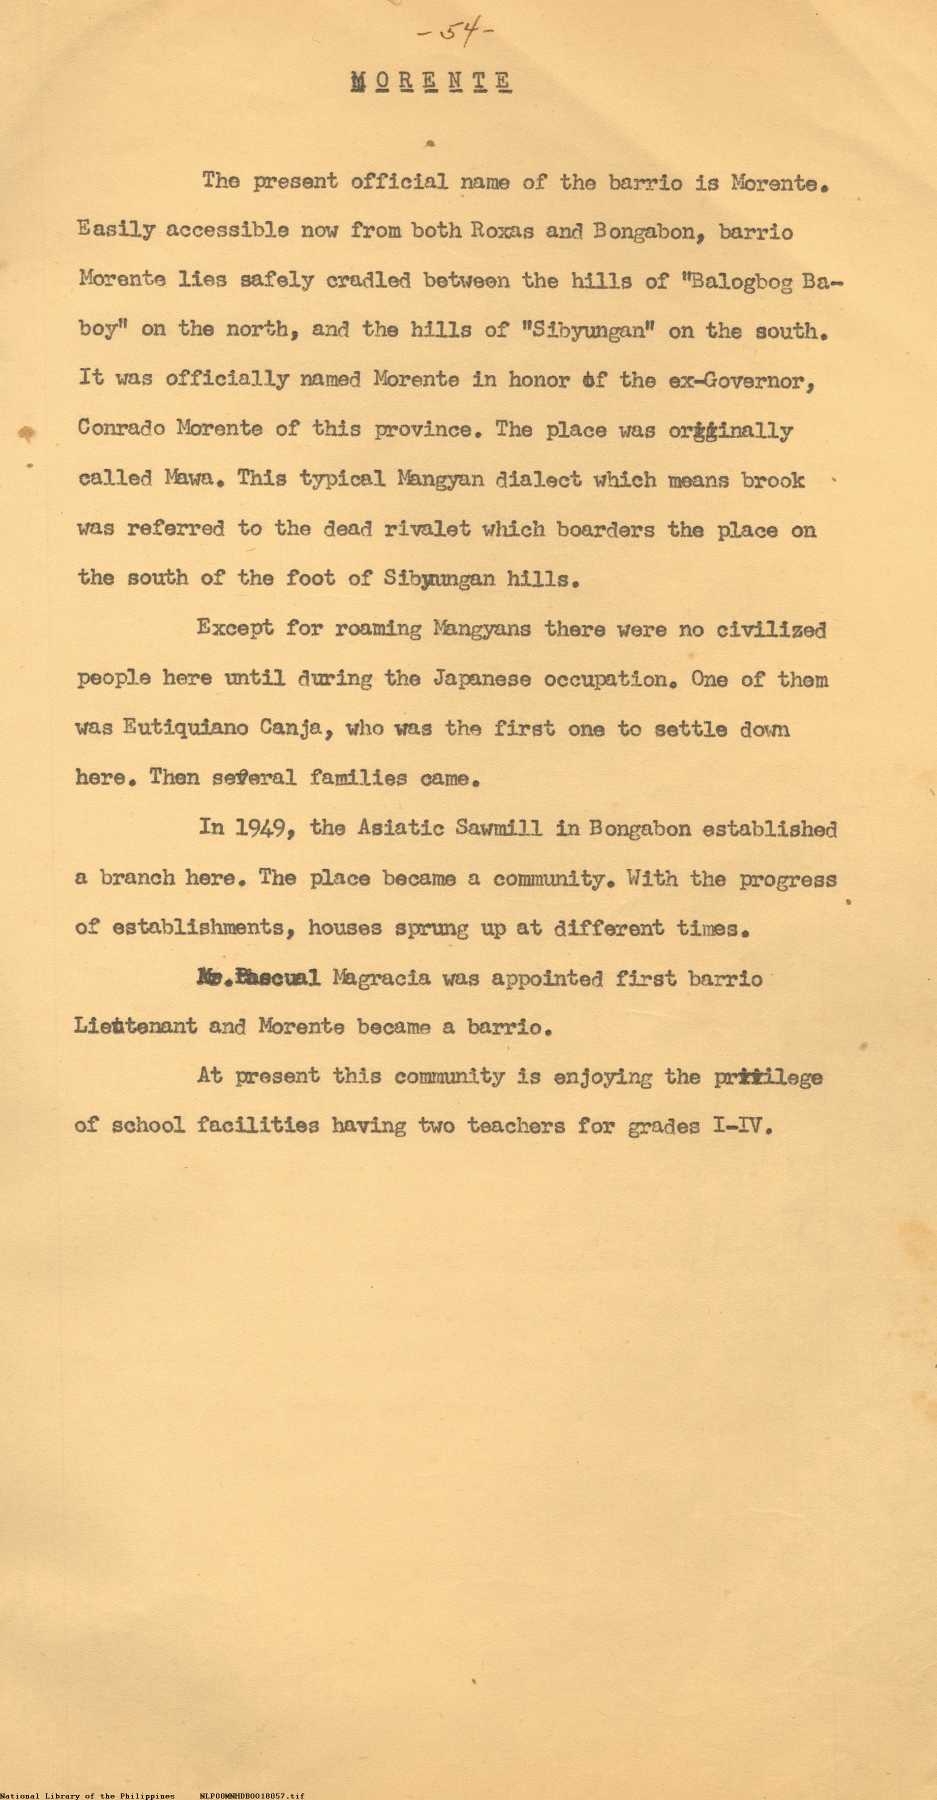 -54-
MORENTE
The present official name of the barrio is Morente.
Easily accessible now from both Roxas and Bongabon, barrio
Morente lies safely cradled between the hills of "Balogbog Ba-
boy" on the north, and the hills of "Sibyungan" on the south.
It was officially named Morente in honor of the ex-Governor,
Conrado Morente of this province. The place was originally
called Mawa. This typical Mangyan dialect which means brook
was referred to the dead rivalet which boarders the place on
the south of the foot of Sibyungan hills.
Except for roaming Mangyans there were no civilized
people here until during the Japanese occupation. One of them
was Eutiquiano Canja, who was the first one to settle down
here. Then several families came.
In 1949, the Asiatic Sawmill in Bongabon established
a branch here. The place became a community. With the progress
of establishments, houses sprung up at different times.
Mr. Pascual Magracia was appointed first barrio
Lieutenant and Morente became a barrio.
At present this community is enjoying the privilege
of school facilities having two teachers for grades I-IV.
National Library of the Philippines NLP00MNHDB0018057.tif